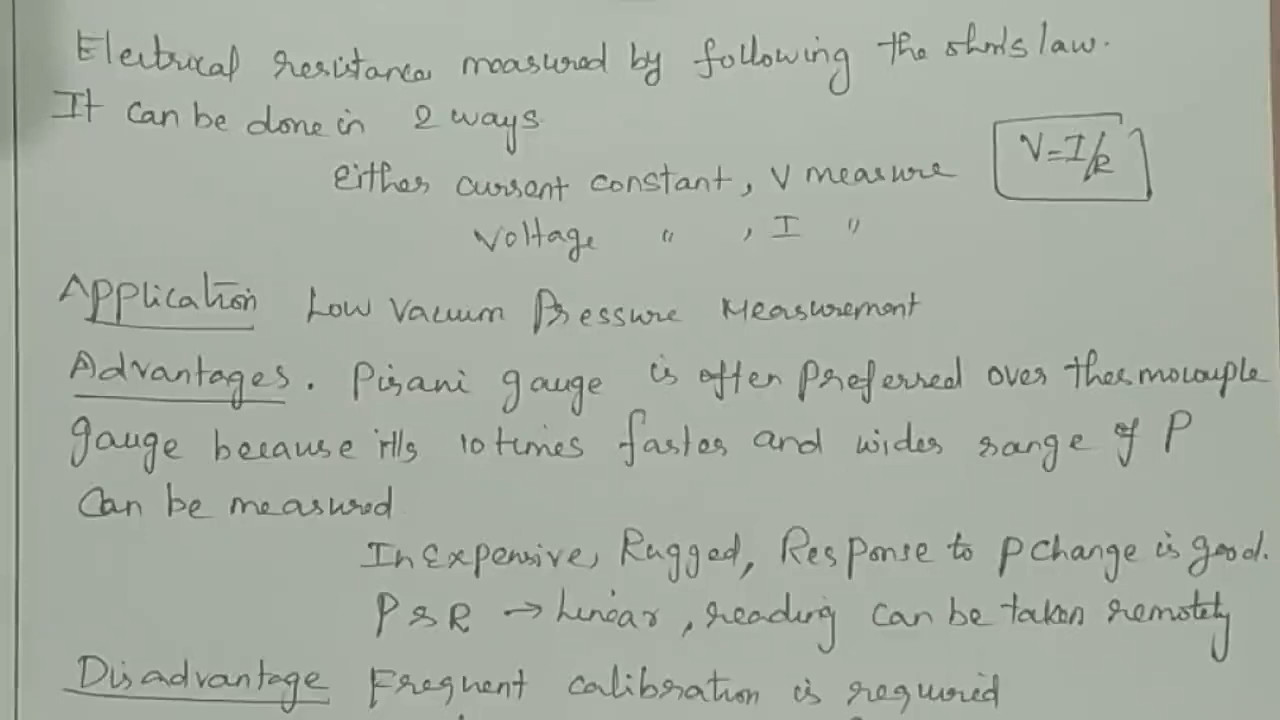 Electrical resistance measured by following the ohm's law.
It can be done in 2 ways
Either current constant, V measure V=I/R
Voltage " , I "
Application Low Vacuum Pressure Measurement
Advantages. Pirani gauge is often preferred over thermocouple
gauge because it's 10 times faster and wider range of P
Can be measured
Inexpensive, Rugged, Response to P change is good.
P & R → Linear, reading can be taken remotely
Disadvantage Frequent calibration is required